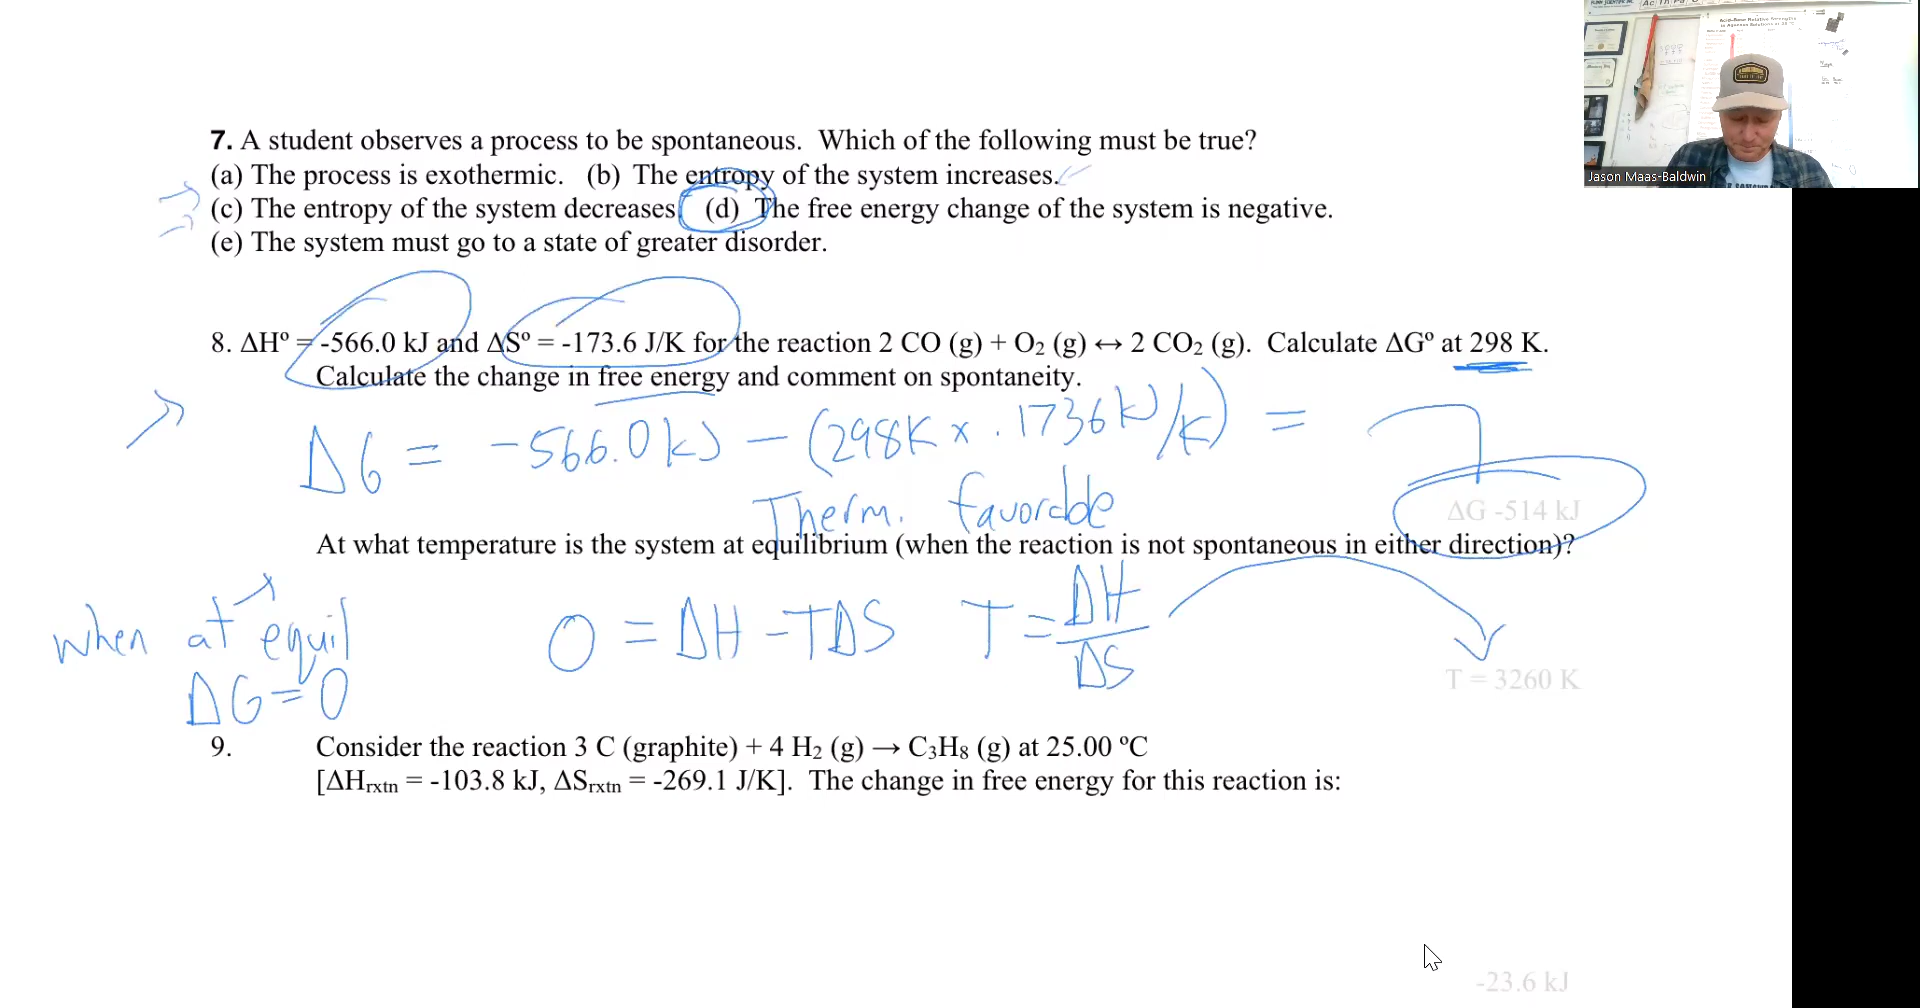 Jason Maas-Baldwin
7. A student observes a process to be spontaneous. Which of the following must be true?
(a) The process is exothermic. (b) The entropy of the system increases.
(c) The entropy of the system decreases. (d) The free energy change of the system is negative.
(e) The system must go to a state of greater disorder.
8. ΔHº = -566.0 kJ and ΔSº = -173.6 J/K for the reaction 2 CO (g) + O₂ (g) ↔ 2 CO₂ (g). Calculate ΔGº at 298 K.
Calculate the change in free energy and comment on spontaneity.
ΔG = -566.0 kJ - (298K x .1736 kJ/K) =
Therm. favorable
ΔG -514 kJ
At what temperature is the system at equilibrium (when the reaction is not spontaneous in either direction)?
when at equil
ΔG = 0
0 = ΔH - TΔS T = ΔH/ΔS
T = 3260 K
9. Consider the reaction 3 C (graphite) + 4 H₂ (g) → C₃H₈ (g) at 25.00 ºC
[ΔHrxtn = -103.8 kJ, ΔSrxtn = -269.1 J/K]. The change in free energy for this reaction is:
-23.6 kJ